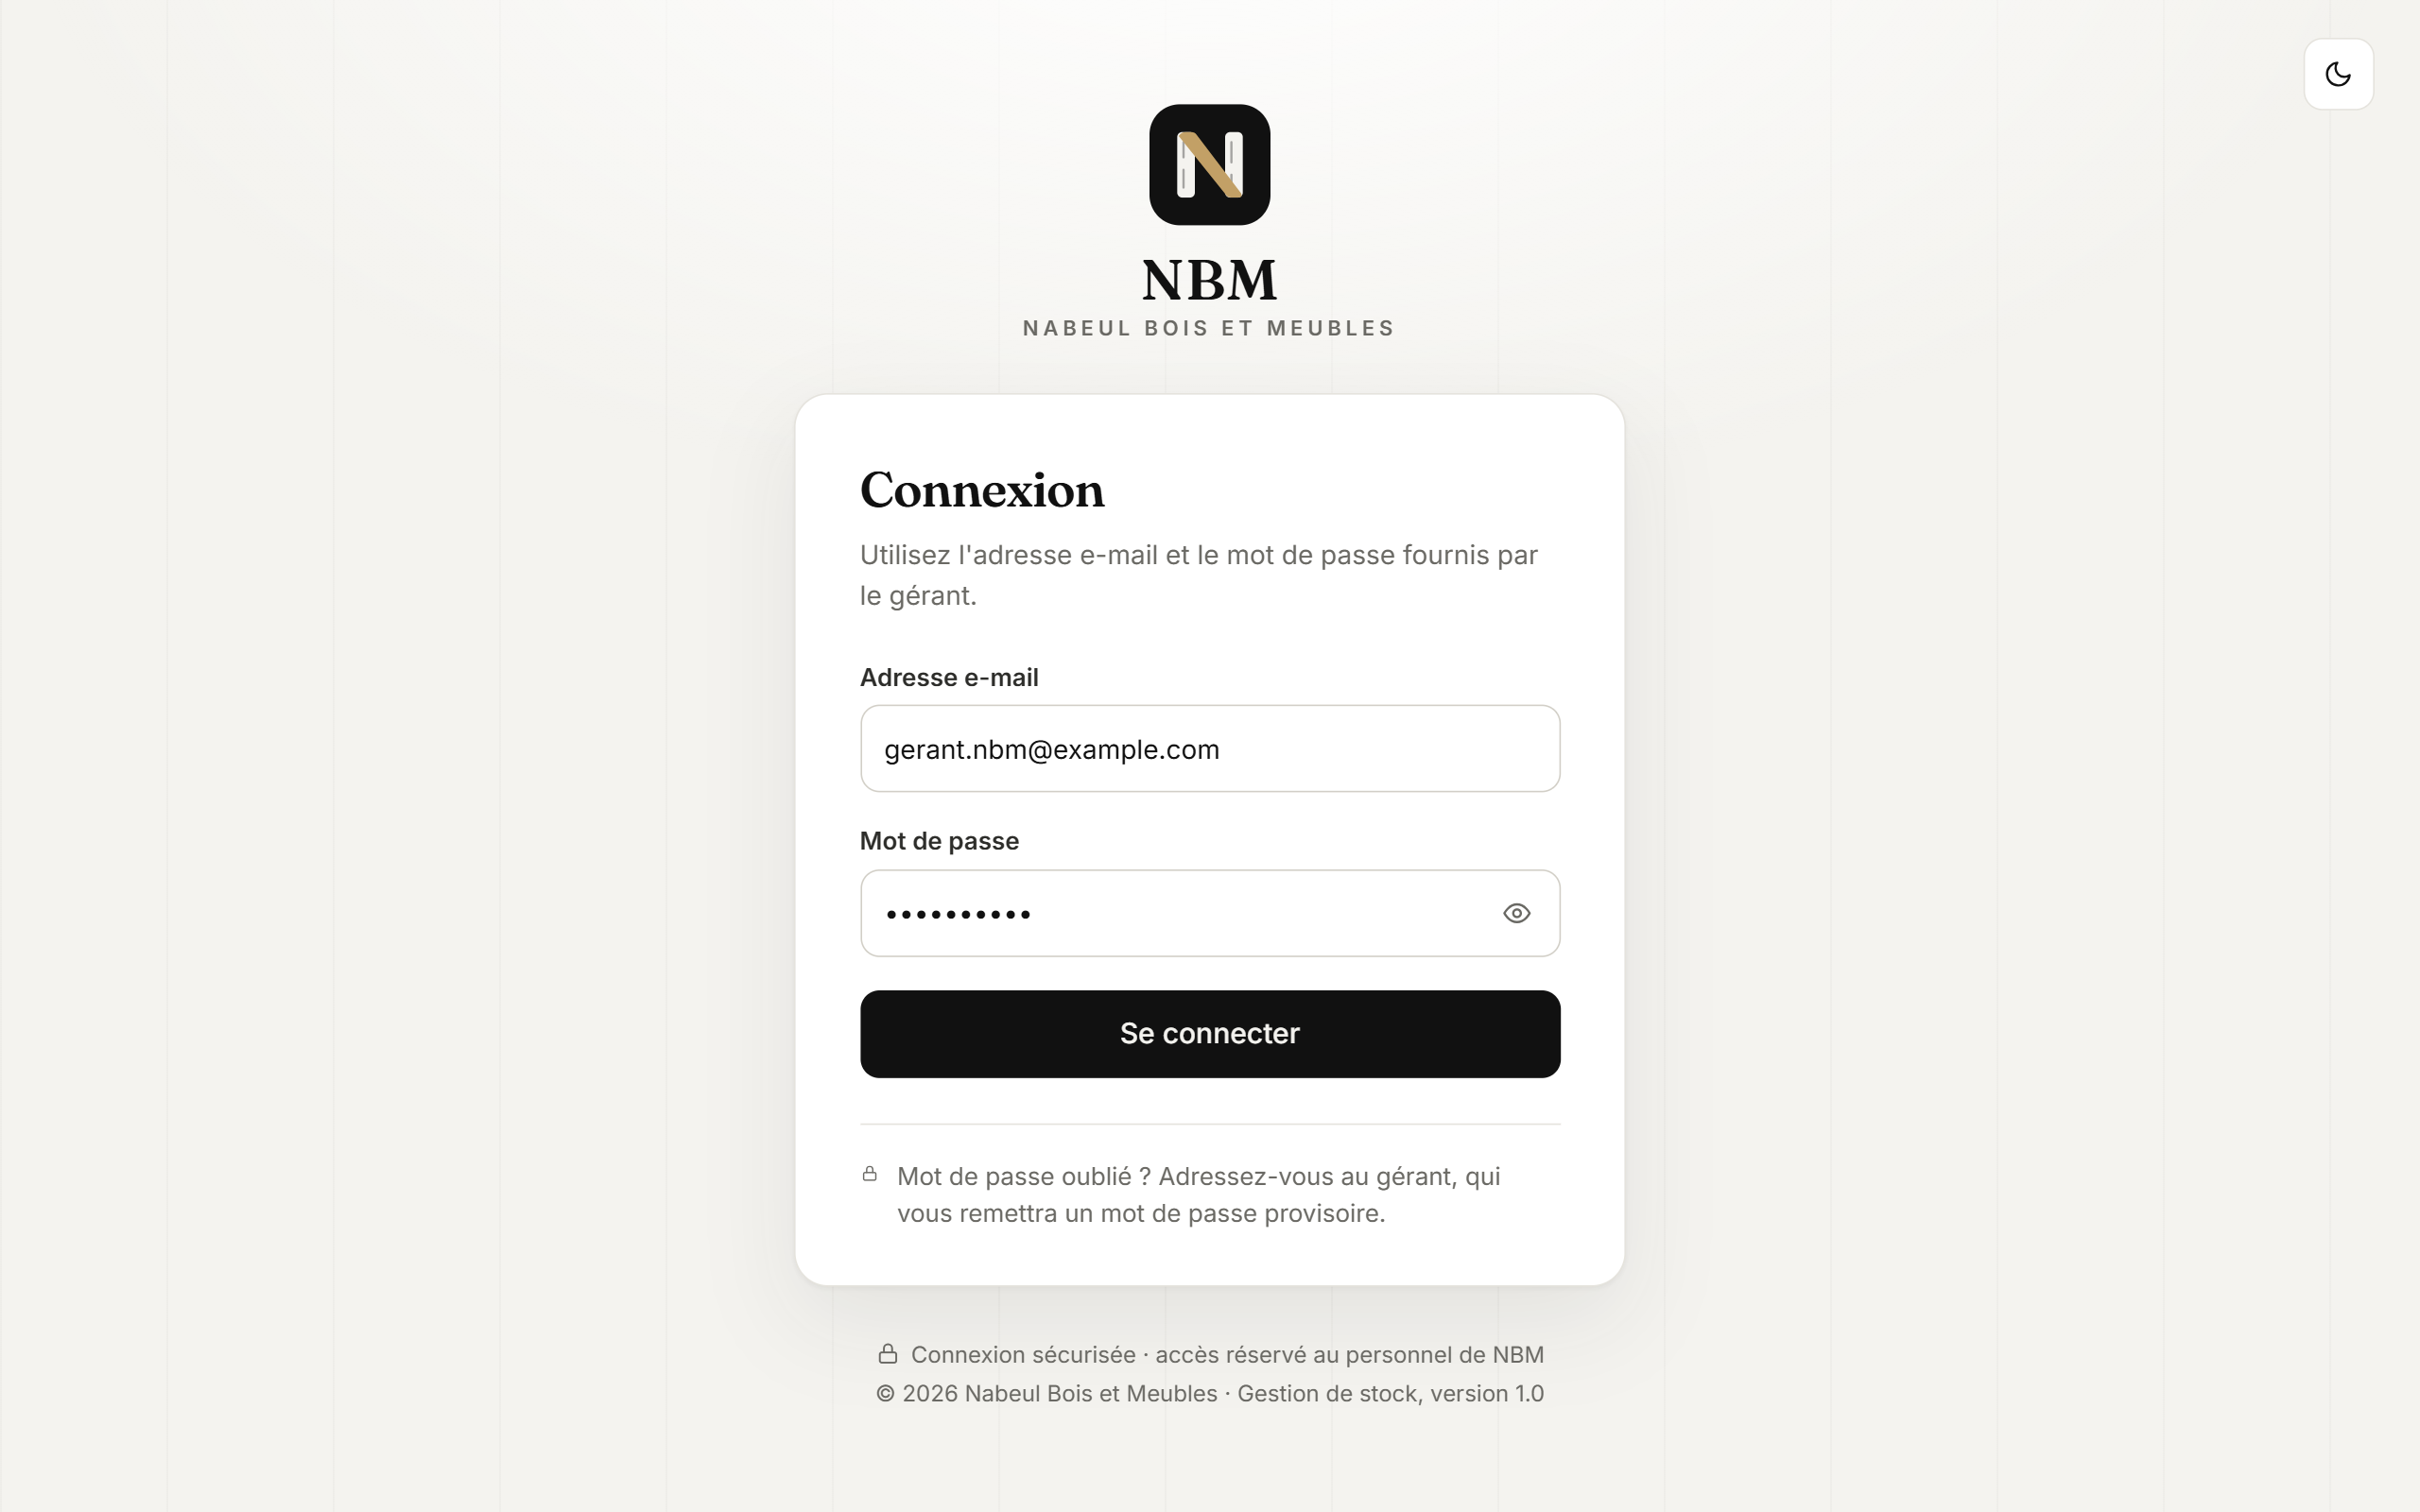 N
NBM
NABEUL BOIS ET MEUBLES
Connexion
Utilisez l'adresse e-mail et le mot de passe fournis par
le gérant.
Adresse e-mail
gerant.nbm@example.com
Mot de passe
••••••••••
Se connecter
Mot de passe oublié ? Adressez-vous au gérant, qui
vous remettra un mot de passe provisoire.
Connexion sécurisée · accès réservé au personnel de NBM
© 2026 Nabeul Bois et Meubles · Gestion de stock, version 1.0